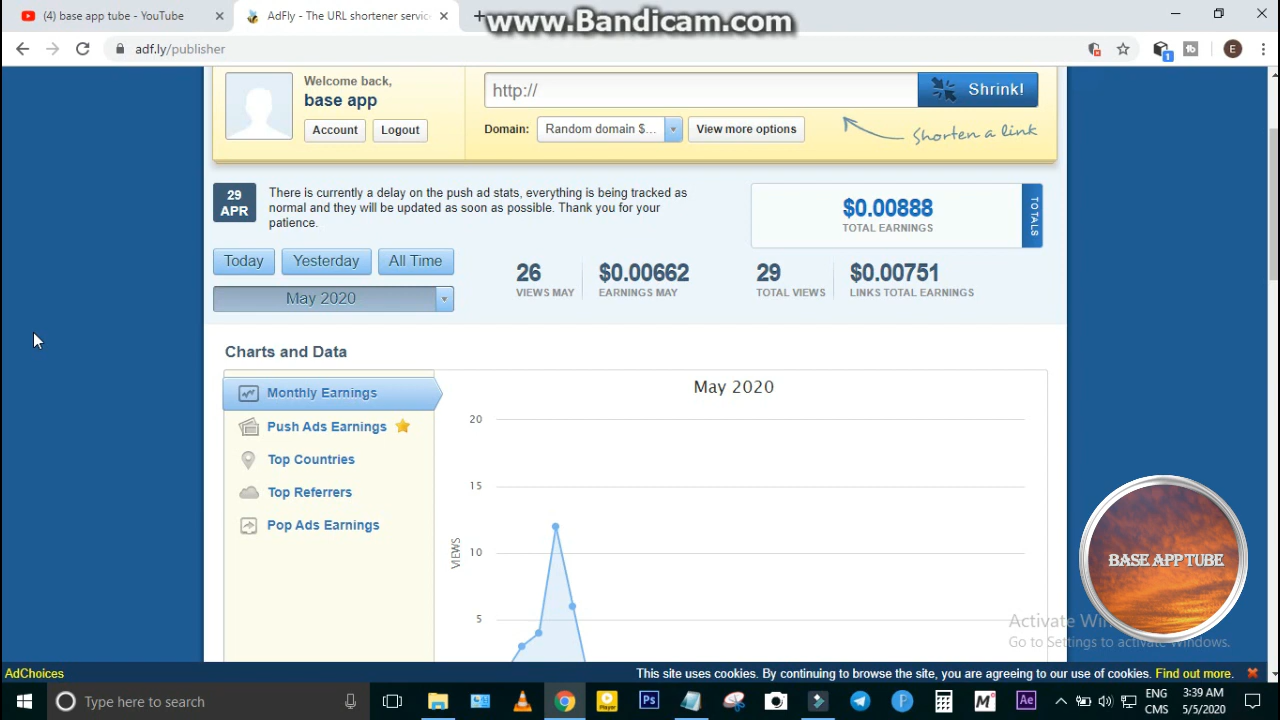 (4) base app tube - YouTube
AdFly - The URL shortener service
www.Bandicam.com
adf.ly/publisher
E
1
Welcome back,
base app
Account
Logout
http://
Shrink!
Domain:
Random domain $...
View more options
Shorten a link
29
APR
There is currently a delay on the push ad stats, everything is being tracked as
normal and they will be updated as soon as possible. Thank you for your
patience.
$0.00888
TOTAL EARNINGS
TOTALS
Today
Yesterday
All Time
May 2020
26
VIEWS MAY
$0.00662
EARNINGS MAY
29
TOTAL VIEWS
$0.00751
LINKS TOTAL EARNINGS
Charts and Data
Monthly Earnings
Push Ads Earnings
Top Countries
Top Referrers
Pop Ads Earnings
May 2020
20
15
10
5
VIEWS
BASE APP TUBE
Activate
Go to Settings to activate Windows.
AdChoices
This site uses cookies. By continuing to browse the site, you are agreeing to our use of cookies. Find out more.
Type here to search
Player
Ps
P
M
Ae
ENG
CMS
3:39 AM
5/5/2020